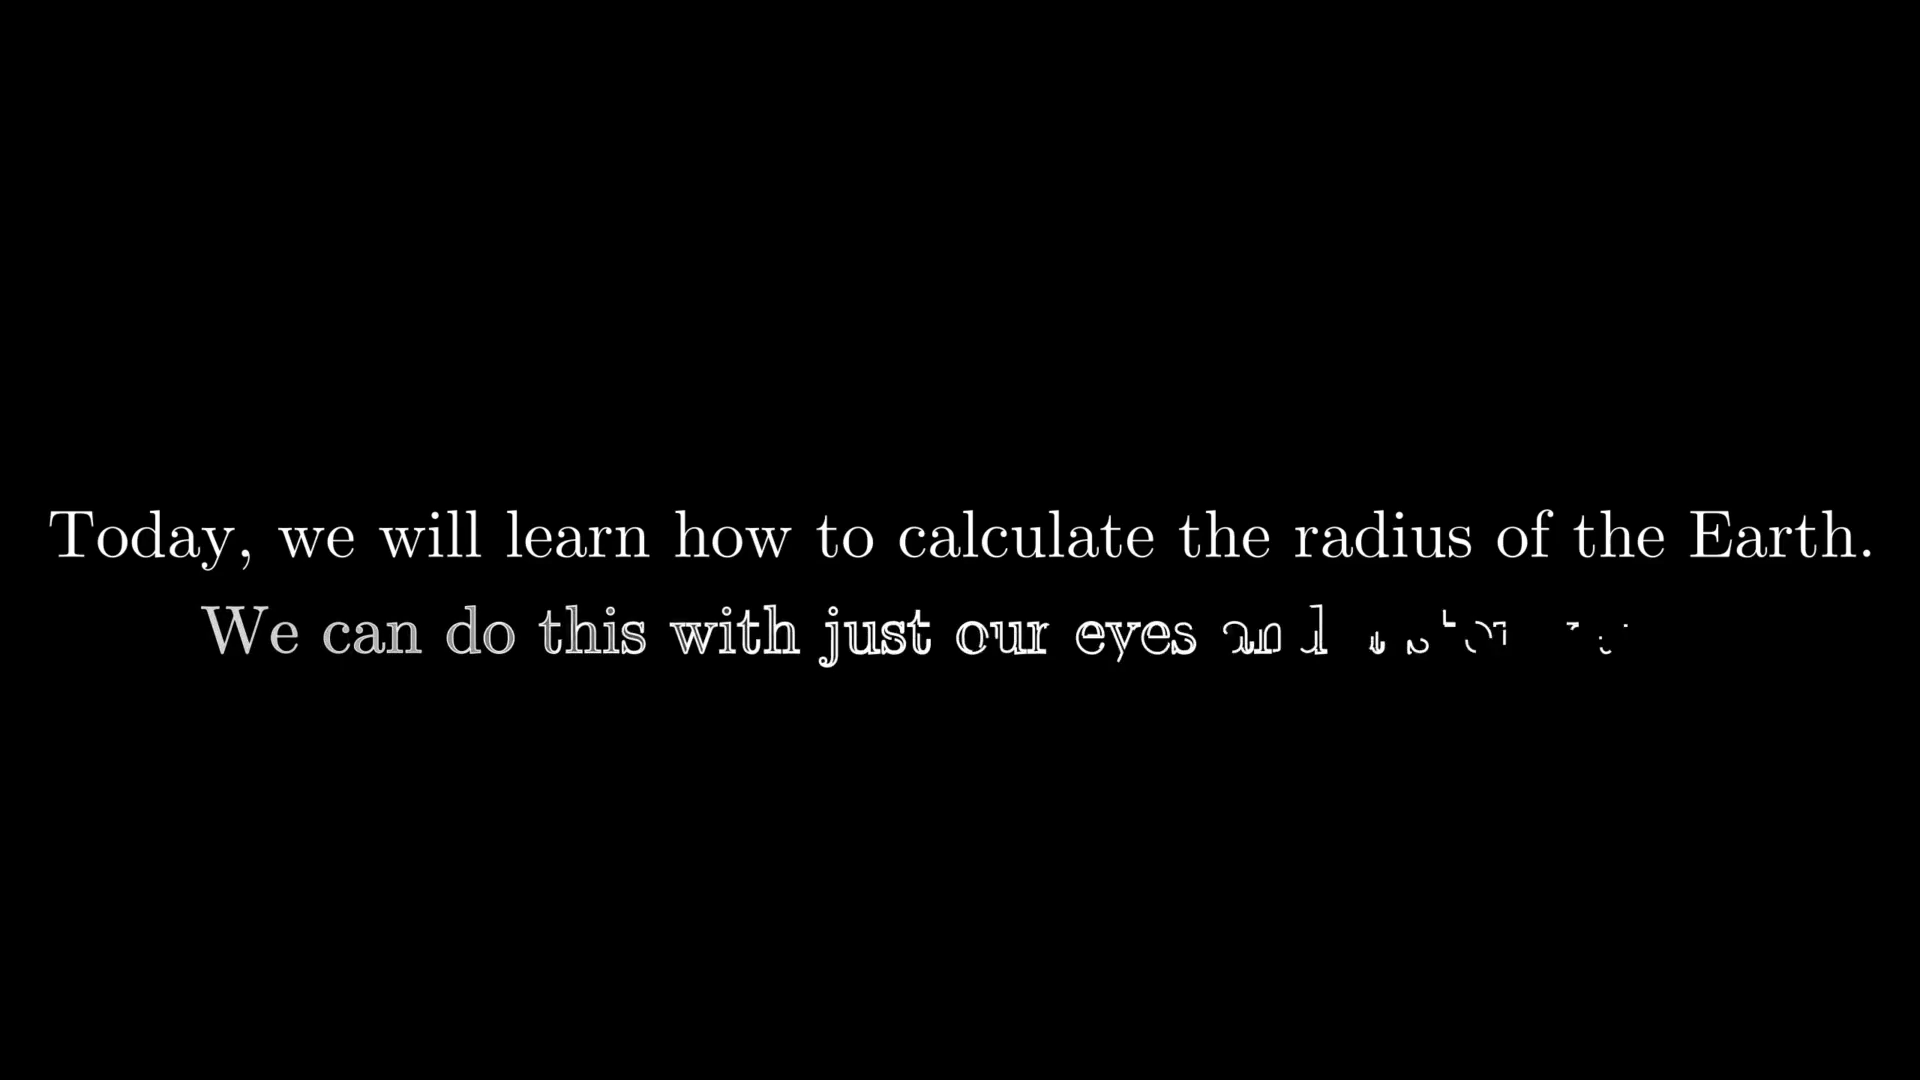 Today, we will learn how to calculate the radius of the Earth.
We can do this with just our eyes and